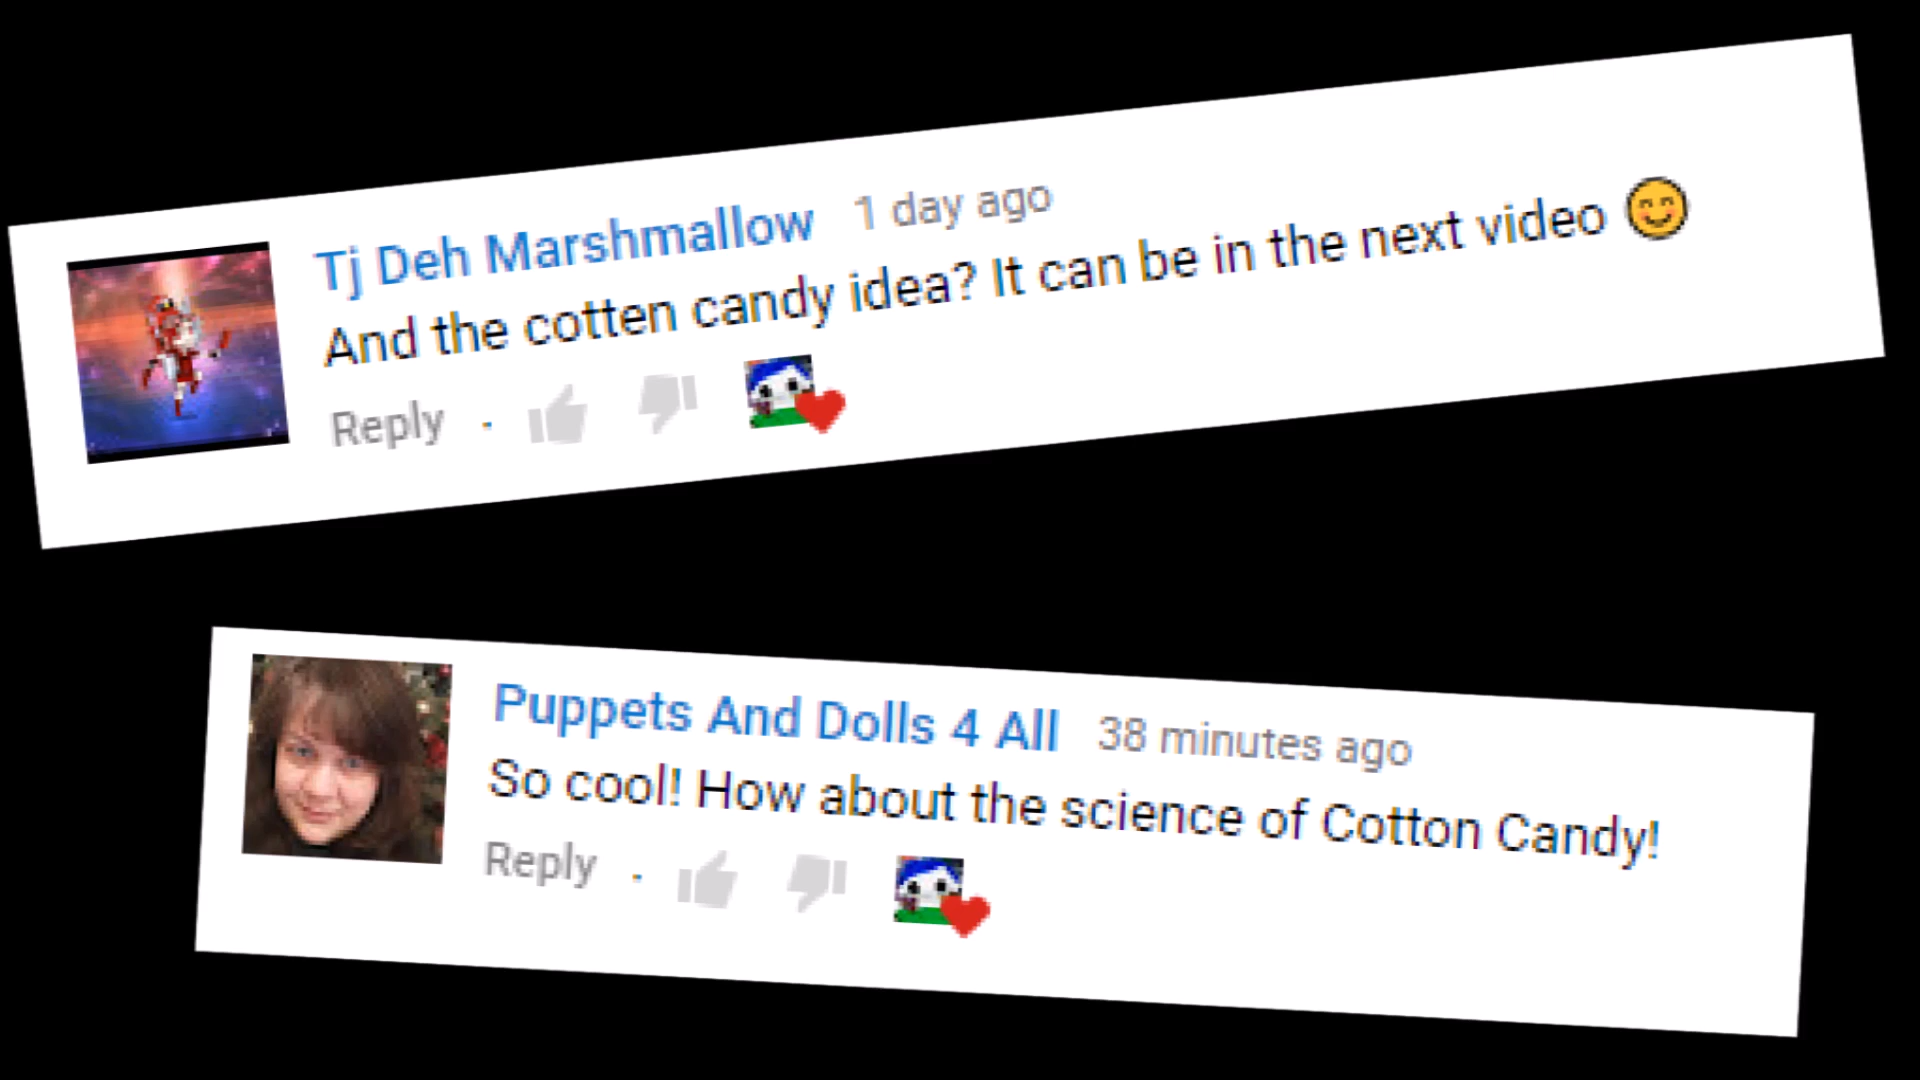 Tj Deh Marshmallow 1 day ago
And the cotten candy idea? It can be in the next video 😊
Reply
Puppets And Dolls 4 All 38 minutes ago
So cool! How about the science of Cotton Candy!
Reply